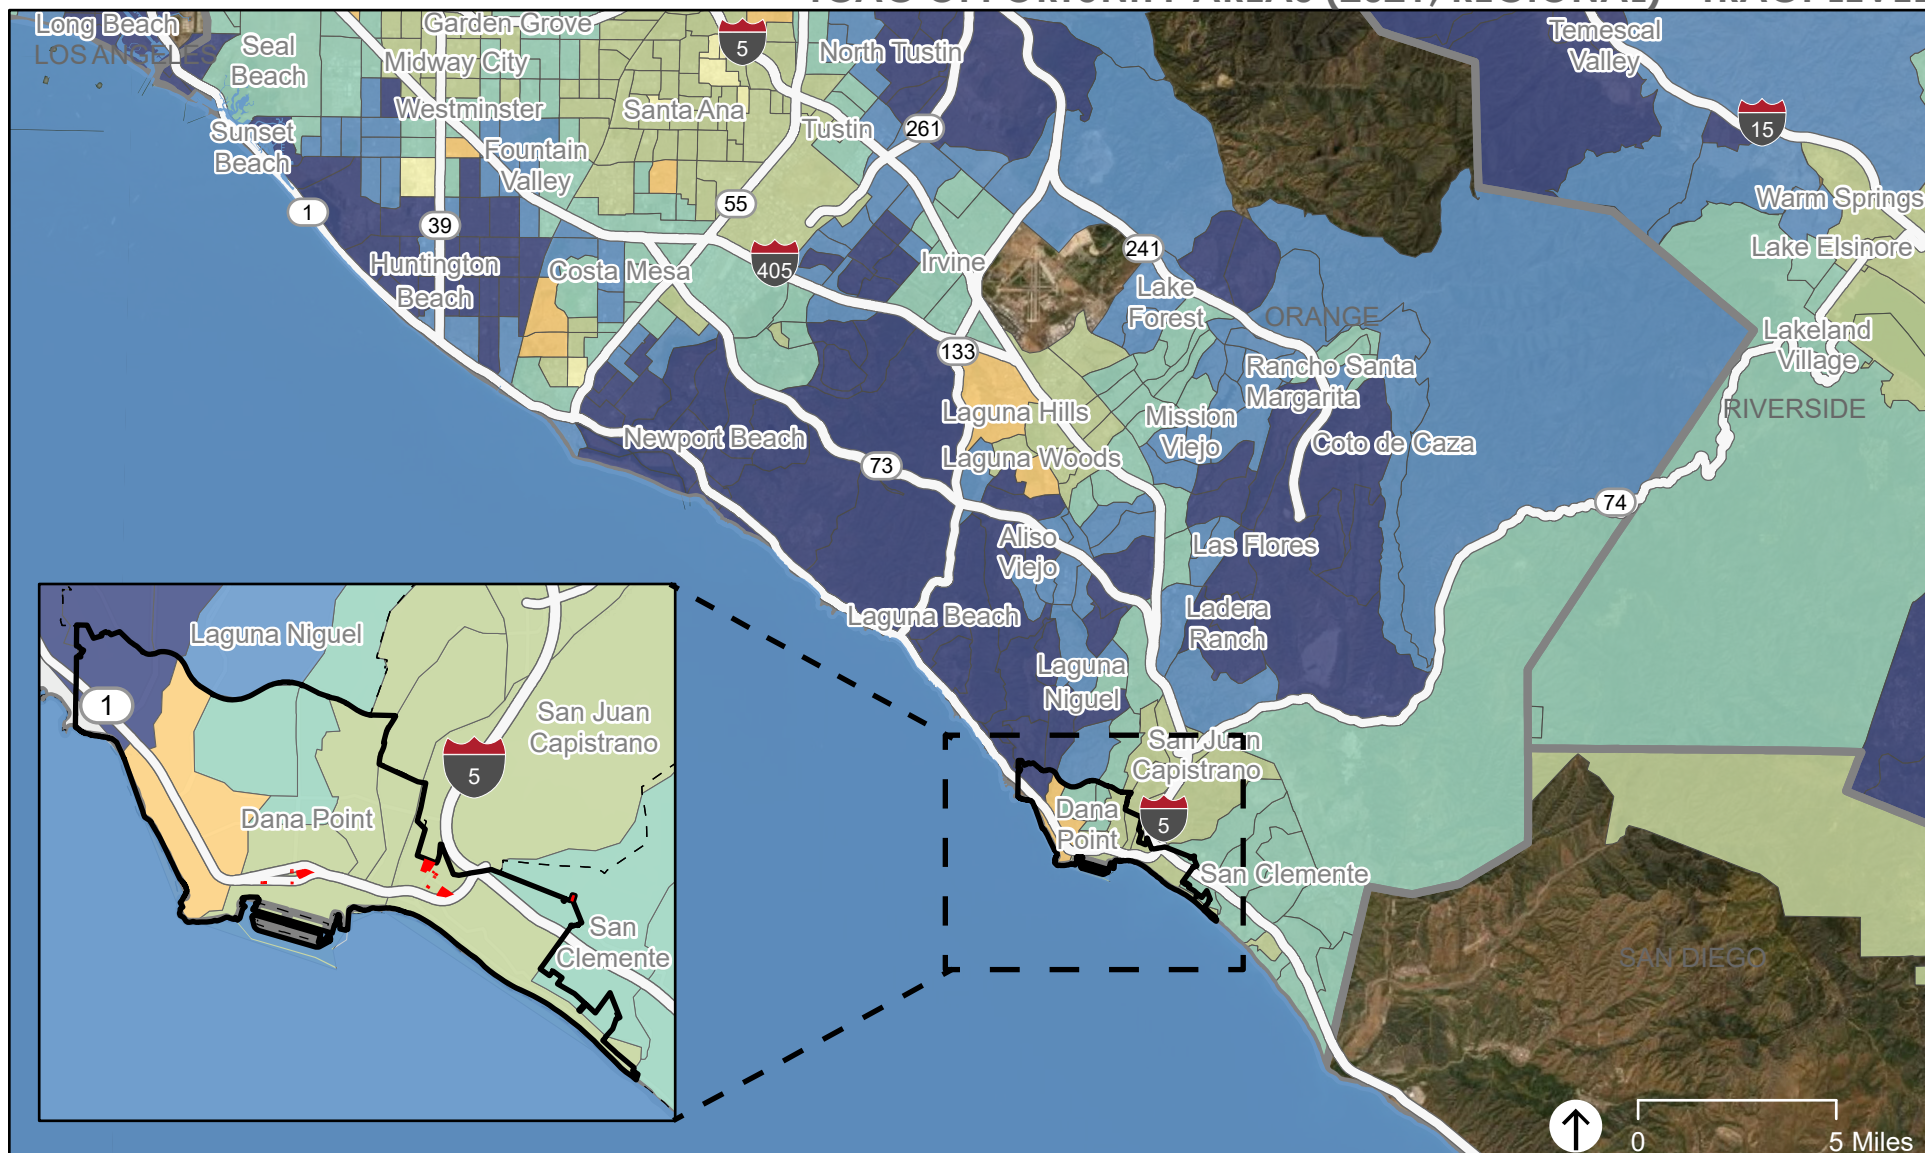 Long Beach
LOS ANGELES
Seal
Beach
Garden Grove
Midway City
5
North Tustin
Temescal
Valley
Westminster
Santa Ana
Tustin
261
15
Sunset
Beach
Fountain
Valley
1
39
55
Warm Springs
241
Lake Elsinore
Huntington
Beach
Costa Mesa
405
Irvine
Lake
Forest
ORANGE
Lakeland
Village
133
Rancho Santa
Margarita
RIVERSIDE
Laguna Hills
Mission
Viejo
Newport Beach
Coto de Caza
Laguna Woods
73
74
Aliso
Viejo
Las Flores
Laguna Beach
Ladera
Ranch
Laguna
Niguel
San Juan
Capistrano
Dana
Point
5
San Clemente
SAN DIEGO
Laguna Niguel
1
San Juan
Capistrano
5
Dana Point
San
Clemente
0
5 Miles